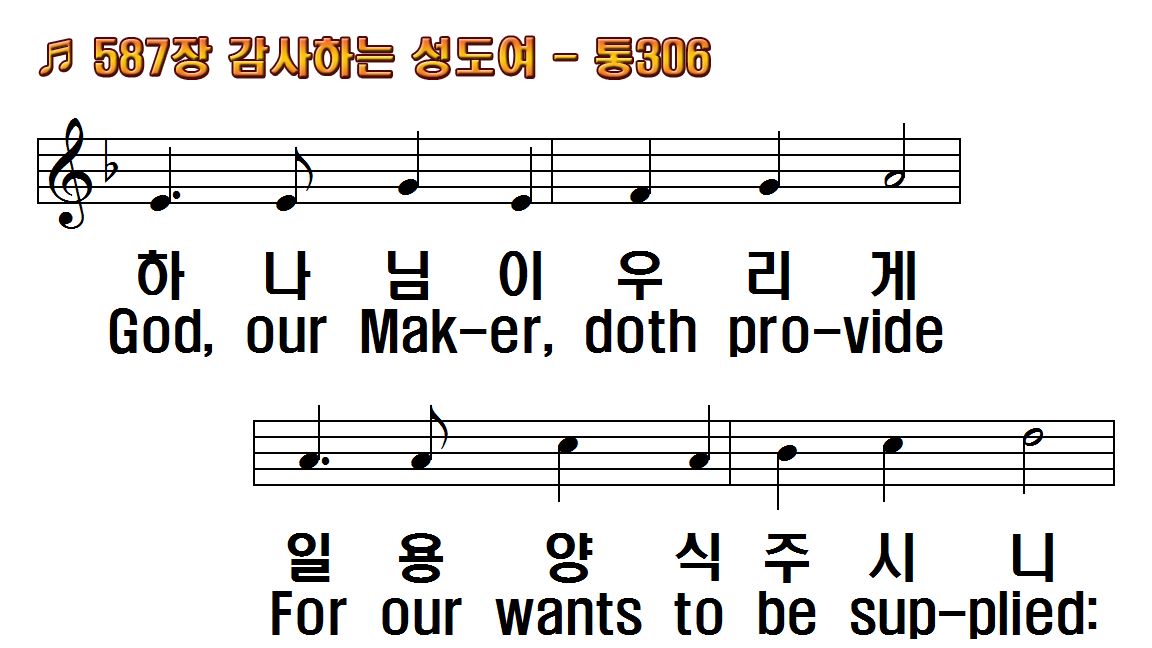 ♬ 587장 감사하는 성도여 - 통306
하 나 님 이 우 리 게
God, our Mak-er, doth pro-vide
일 용 양 식 주 시 니
For our wants to be sup-plied: